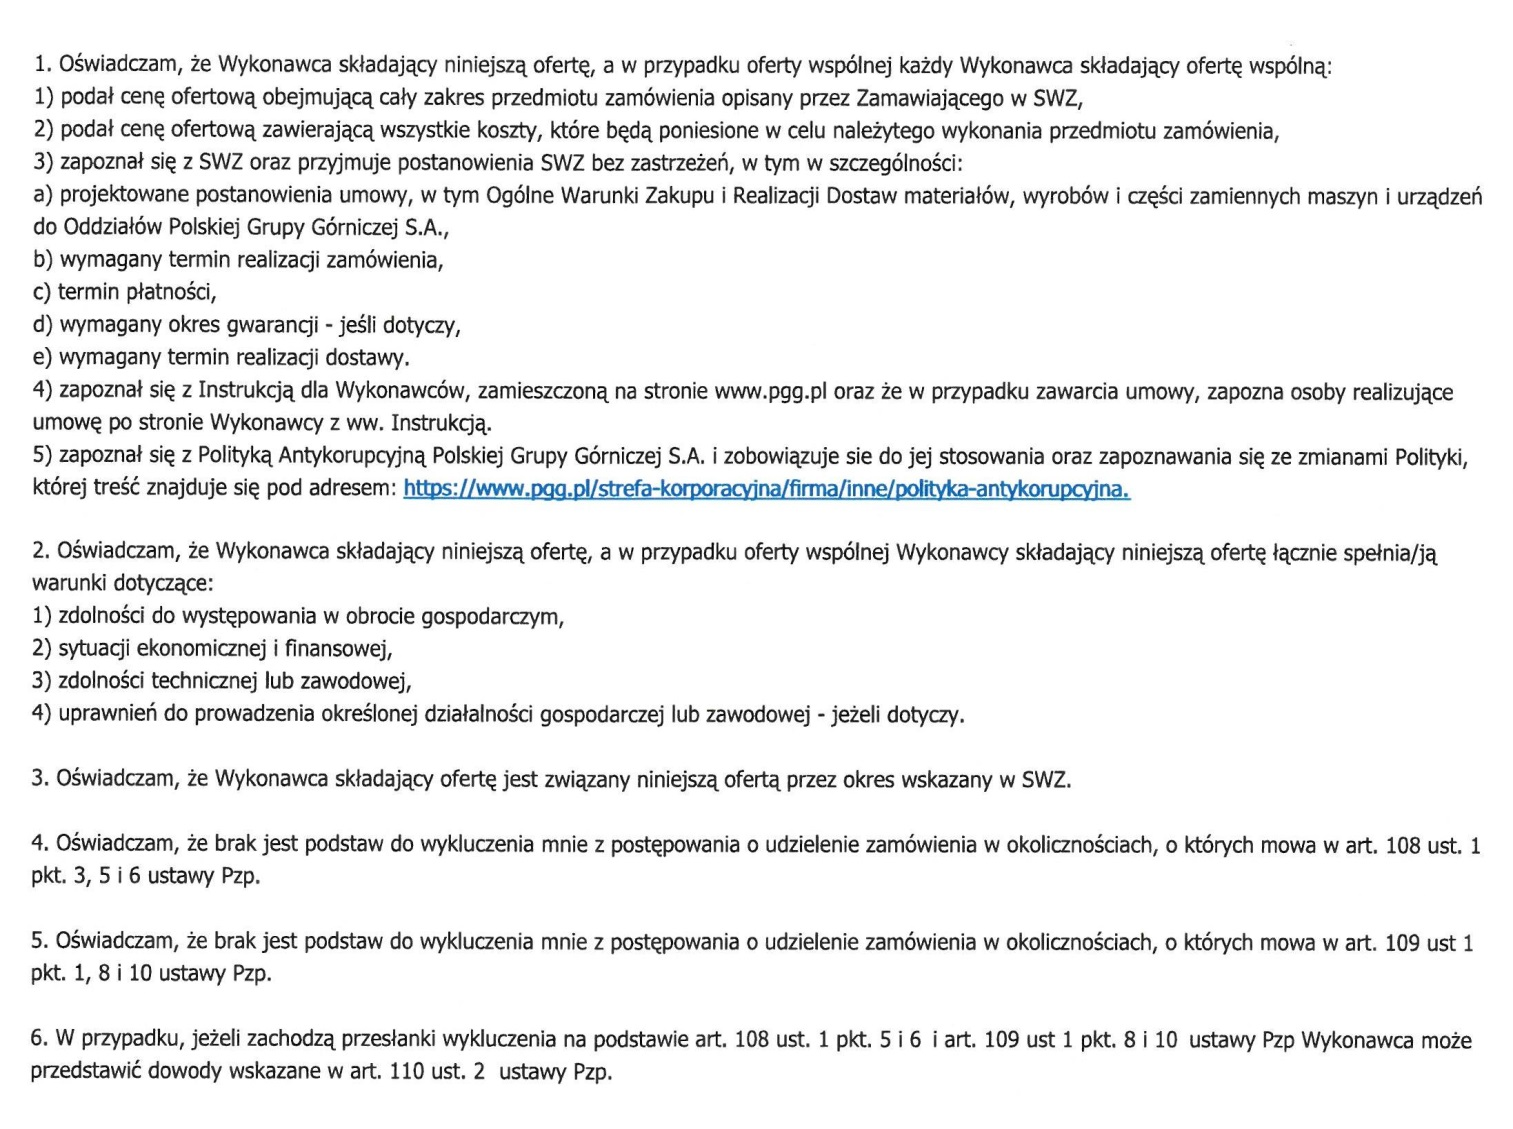 1. Oświadczam, że Wykonawca składający niniejszą ofertę, a w przypadku oferty wspólnej każdy Wykonawca składający ofertę wspólną:
1) podał cenę ofertową obejmującą cały zakres przedmiotu zamówienia opisany przez Zamawiającego w SWZ,
2) podał cenę ofertową zawierającą wszystkie koszty, które będą poniesione w celu należytego wykonania przedmiotu zamówienia,
3) zapoznał się z SWZ oraz przyjmuje postanowienia SWZ bez zastrzeżeń, w tym w szczególności:
a) projektowane postanowienia umowy, w tym Ogólne Warunki Zakupu i Realizacji Dostaw materiałów, wyrobów i części zamiennych maszyn i urządzeń
do Oddziałów Polskiej Grupy Górniczej S.A.,
b) wymagany termin realizacji zamówienia,
c) termin płatności,
d) wymagany okres gwarancji - jeśli dotyczy,
e) wymagany termin realizacji dostawy.
4) zapoznał się z Instrukcją dla Wykonawców, zamieszczoną na stronie www.pgg.pl oraz że w przypadku zawarcia umowy, zapozna osoby realizujące
umowę po stronie Wykonawcy z ww. Instrukcją.
5) zapoznał się z Polityką Antykorupcyjną Polskiej Grupy Górniczej S.A. i zobowiązuje sie do jej stosowania oraz zapoznawania się ze zmianami Polityki,
której treść znajduje się pod adresem: https://www.pgg.pl/strefa-korporacyjna/firma/inne/polityka-antykorupcyjna.
2. Oświadczam, że Wykonawca składający niniejszą ofertę, a w przypadku oferty wspólnej Wykonawcy składający niniejszą ofertę łącznie spełnia/ją
warunki dotyczące:
1) zdolności do występowania w obrocie gospodarczym,
2) sytuacji ekonomicznej i finansowej,
3) zdolności technicznej lub zawodowej,
4) uprawnień do prowadzenia określonej działalności gospodarczej lub zawodowej - jeżeli dotyczy.
3. Oświadczam, że Wykonawca składający ofertę jest związany niniejszą ofertą przez okres wskazany w SWZ.
4. Oświadczam, że brak jest podstaw do wykluczenia mnie z postępowania o udzielenie zamówienia w okolicznościach, o których mowa w art. 108 ust. 1
pkt. 3, 5 i 6 ustawy Pzp.
5. Oświadczam, że brak jest podstaw do wykluczenia mnie z postępowania o udzielenie zamówienia w okolicznościach, o których mowa w art. 109 ust 1
pkt. 1, 8 i 10 ustawy Pzp.
6. W przypadku, jeżeli zachodzą przesłanki wykluczenia na podstawie art. 108 ust. 1 pkt. 5 i 6 i art. 109 ust 1 pkt. 8 i 10 ustawy Pzp Wykonawca może
przedstawić dowody wskazane w art. 110 ust. 2 ustawy Pzp.